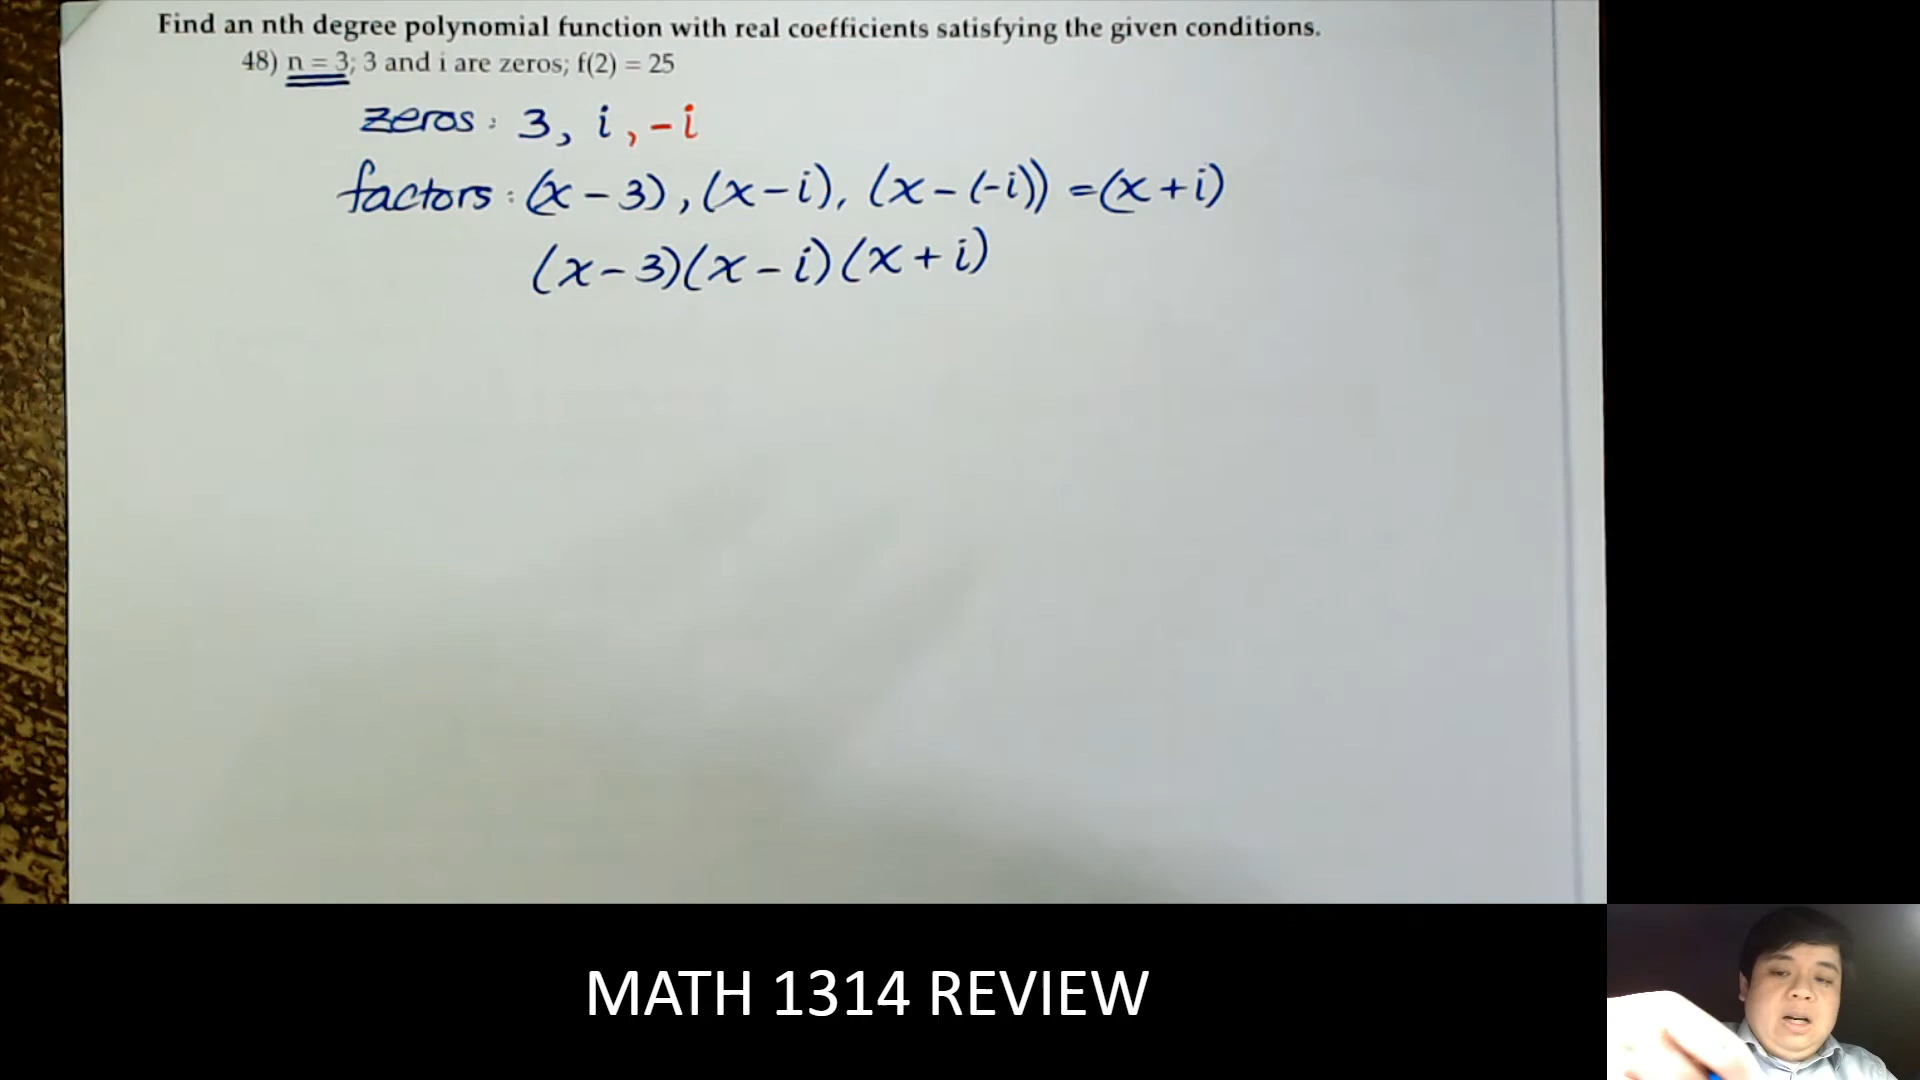 Find an nth degree polynomial function with real coefficients satisfying the given conditions.
48) n = 3; 3 and i are zeros; f(2) = 25
zeros: 3, i, -i
factors: (x - 3), (x - i), (x - (-i)) = (x + i)
(x - 3)(x - i)(x + i)
MATH 1314 REVIEW